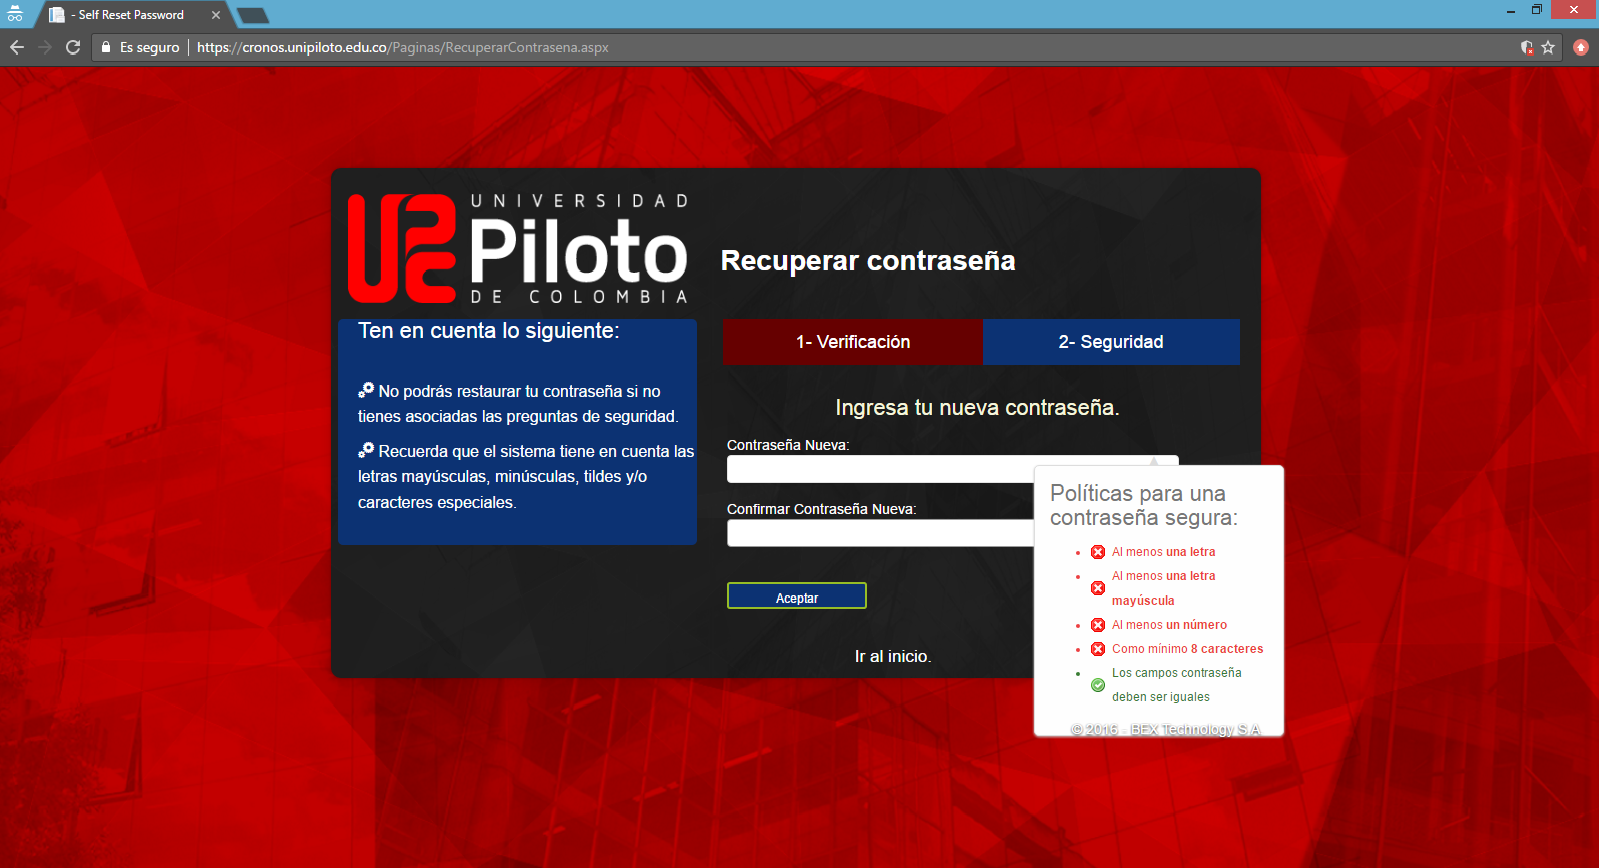 - Self Reset Password
Es seguro
https://cronos.unipiloto.edu.co/Paginas/RecuperarContrasena.aspx
UNIVERSIDAD
Piloto
DE COLOMBIA
Recuperar contraseña
Ten en cuenta lo siguiente:
No podrás restaurar tu contraseña si no
tienes asociadas las preguntas de seguridad.
Recuerda que el sistema tiene en cuenta las
letras mayúsculas, minúsculas, tildes y/o
caracteres especiales.
1- Verificación
2- Seguridad
Ingresa tu nueva contraseña.
Contraseña Nueva:
Confirmar Contraseña Nueva:
Aceptar
Ir al inicio.
Políticas para una
contraseña segura:
Al menos una letra
Al menos una letra
mayúscula
Al menos un número
Como mínimo 8 caracteres
Los campos contraseña
deben ser iguales
© 2016 - BEX Technology S.A.